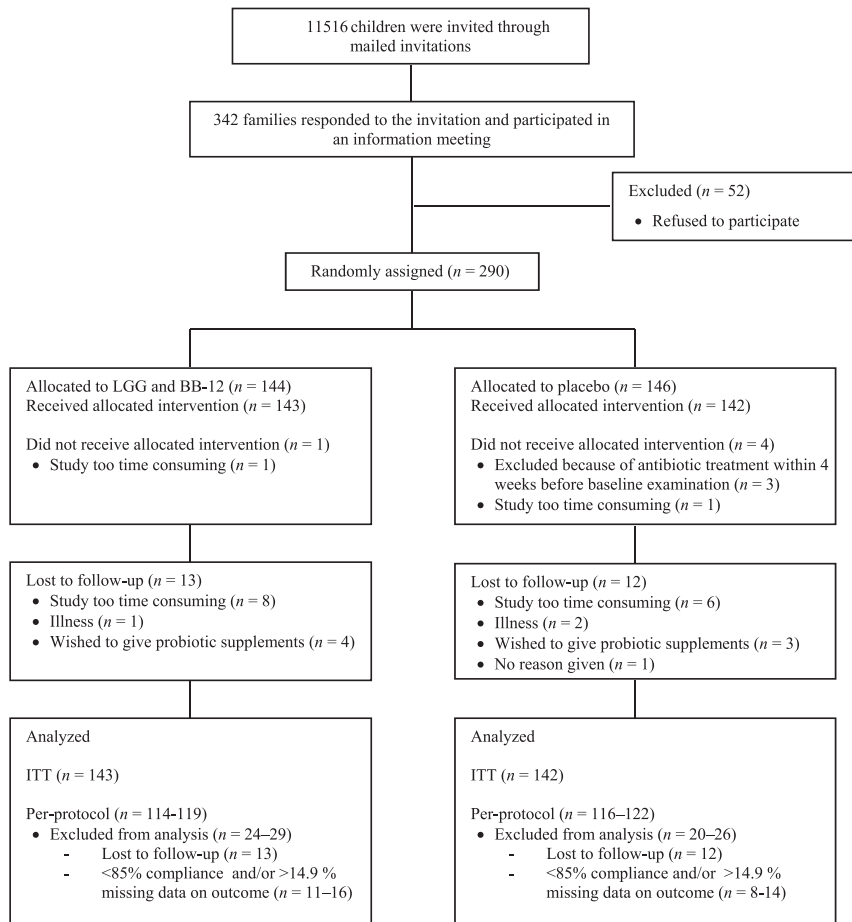 11516 children were invited through
mailed invitations
342 families responded to the invitation and participated in
an information meeting
Excluded (n = 52)
• Refused to participate
Randomly assigned (n = 290)
Allocated to LGG and BB-12 (n = 144)
Received allocated intervention (n = 143)
Did not receive allocated intervention (n = 1)
• Study too time consuming (n = 1)
Allocated to placebo (n = 146)
Received allocated intervention (n = 142)
Did not receive allocated intervention (n = 4)
• Excluded because of antibiotic treatment within 4
weeks before baseline examination (n = 3)
• Study too time consuming (n = 1)
Lost to follow-up (n = 13)
• Study too time consuming (n = 8)
• Illness (n = 1)
• Wished to give probiotic supplements (n = 4)
Lost to follow-up (n = 12)
• Study too time consuming (n = 6)
• Illness (n = 2)
• Wished to give probiotic supplements (n = 3)
• No reason given (n = 1)
Analyzed
ITT (n = 143)
Per-protocol (n = 114-119)
• Excluded from analysis (n = 24–29)
- Lost to follow-up (n = 13)
- <85% compliance and/or >14.9 %
missing data on outcome (n = 11–16)
Analyzed
ITT (n = 142)
Per-protocol (n = 116–122)
• Excluded from analysis (n = 20–26)
- Lost to follow-up (n = 12)
- <85% compliance and/or >14.9 %
missing data on outcome (n = 8-14)